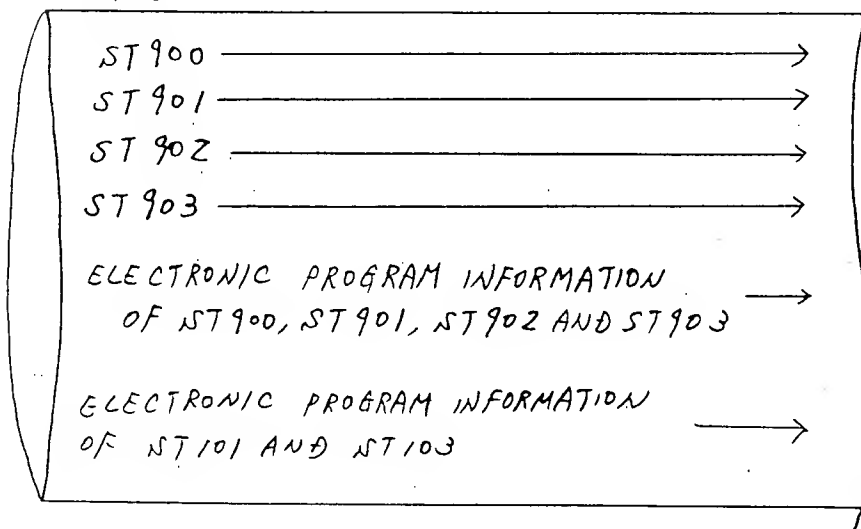 ST900
ST901
ST902
ST903
ELECTRONIC PROGRAM INFORMATION
OF ST900, ST901, ST902 AND ST903
ELECTRONIC PROGRAM INFORMATION
OF ST101 AND ST103